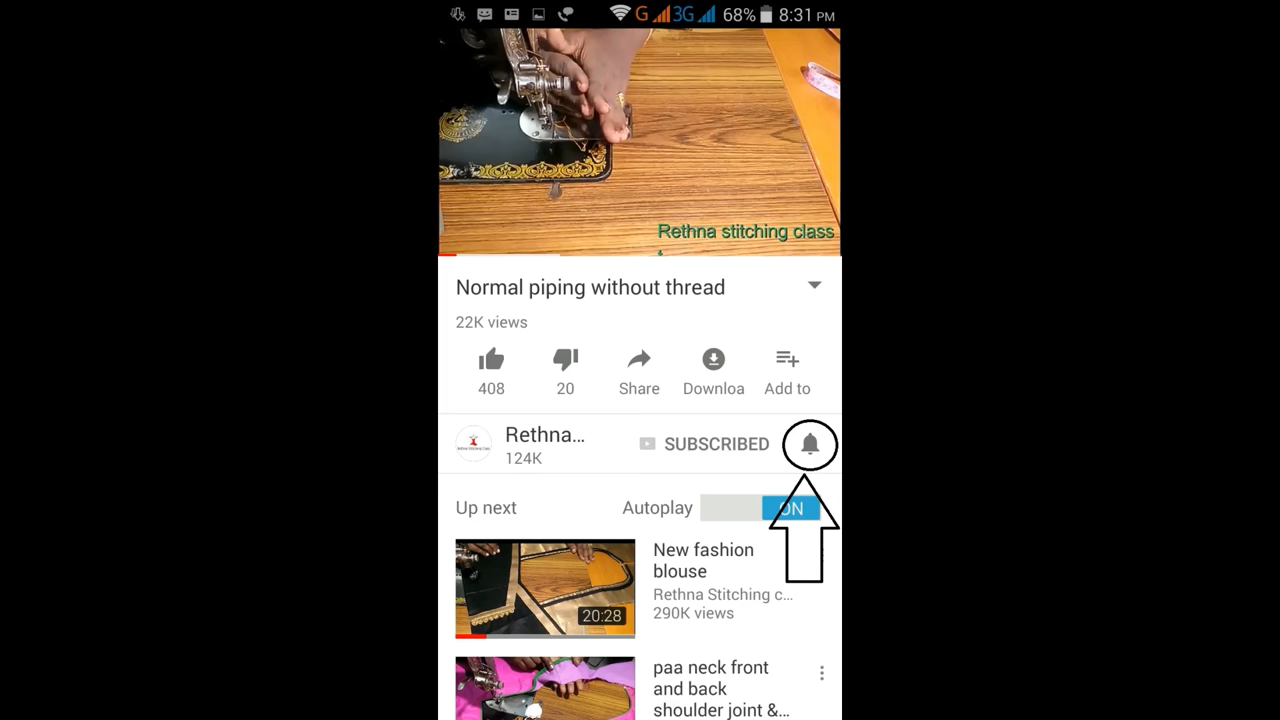 G 3G 68% 8:31 PM
Rethna stitching class
Normal piping without thread
22K views
408 20 Share Downloa Add to
Rethna… SUBSCRIBED
124K
Up next Autoplay ON
New fashion
blouse
Rethna Stitching c…
290K views
20:28
paa neck front
and back
shoulder joint &…